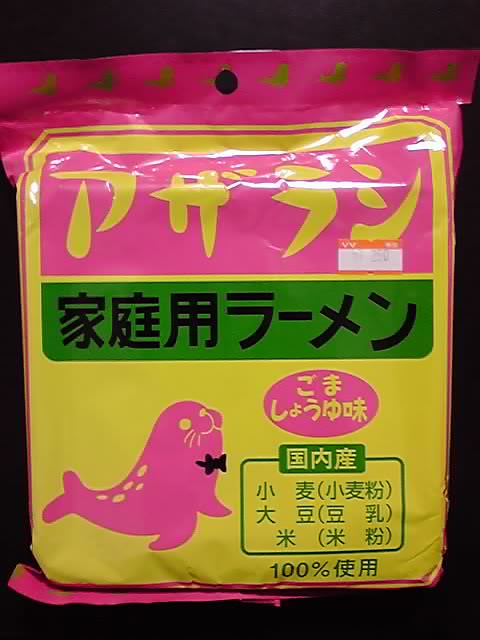 アザラシ
家庭用ラーメン
ごま
しょうゆ味
国内産
小 麦(小麦粉)
大 豆(豆 乳)
米 (米 粉)
100%使用